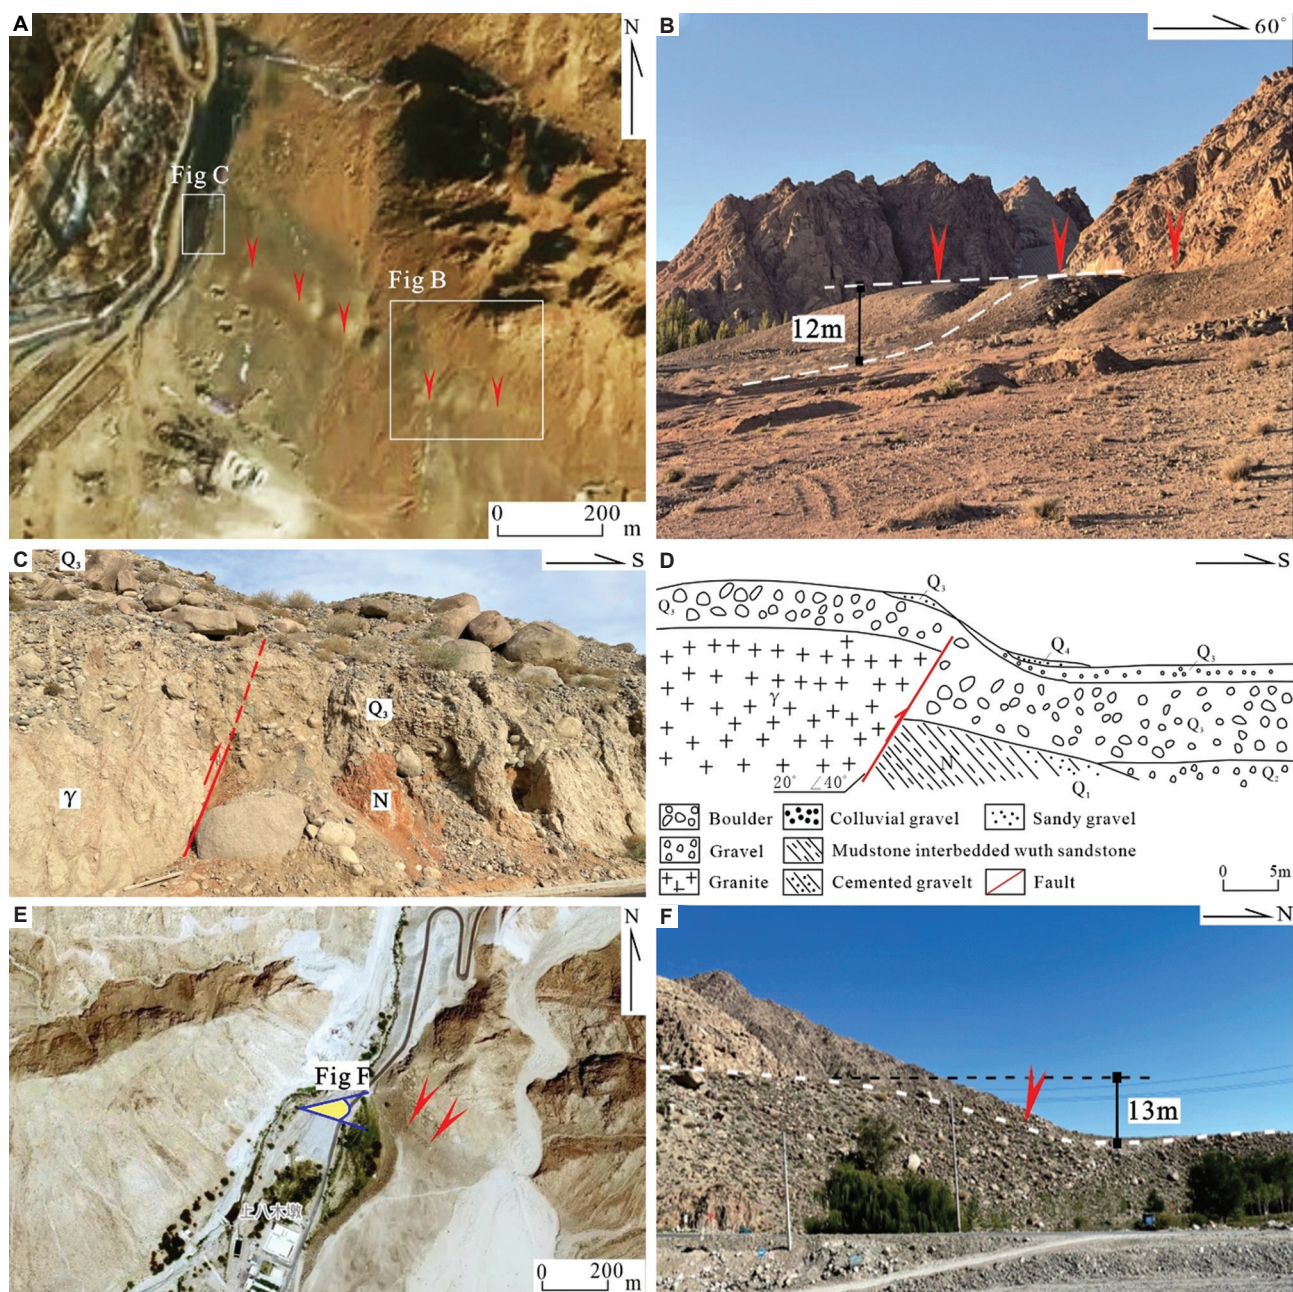 A
N
Fig C
Fig B
0 200
m
B
60°
12m
C
Q₃
S
Q₃
γ
N
D
S
Q₃
Q₃
Q₄
Q₃
γ
Q₃
N
20° ∠40°
Q₁
Q₂
Boulder
Colluvial gravel
Sandy gravel
Gravel
Mudstone interbedded wuth sandstone
Granite
Cemented gravelt
Fault
0 5m
E
N
Fig F
上八木墩
0 200
m
F
N
13m